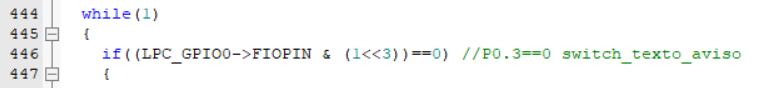 444 while(1)
445 {
446 if((LPC_GPIO0->FIOPIN & (1<<3))==0) //P0.3==0 switch_texto_aviso
447 {